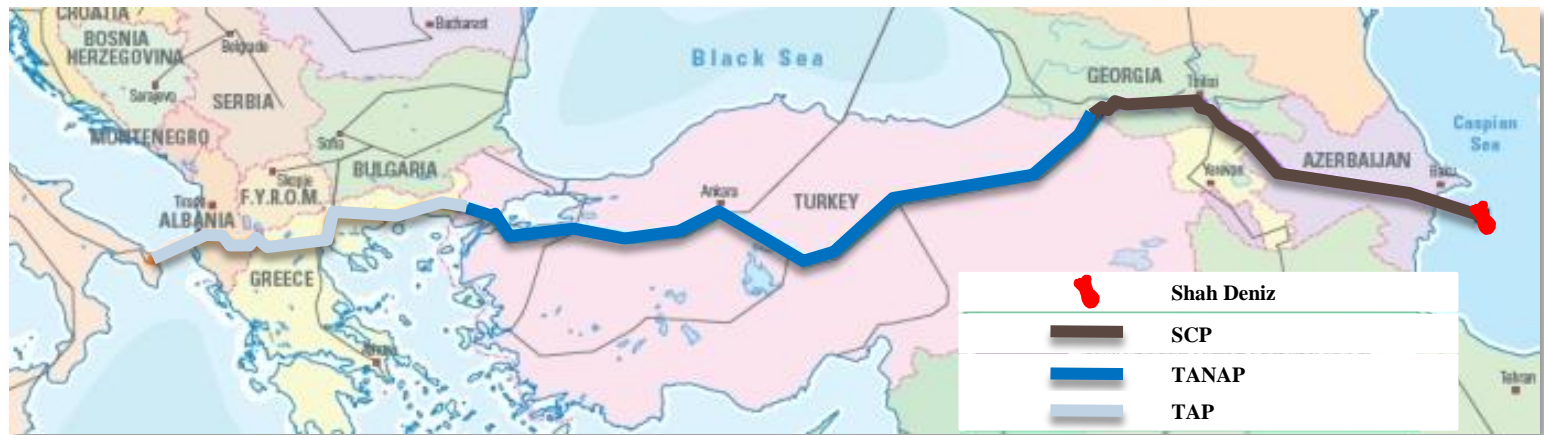 CROATIA
BOSNIA
HERZEGOVINA
Belgrade
Bucharest
Black Sea
Sarajevo
SERBIA
MONTENEGRO
Sofia
BULGARIA
Skopje
F.Y.R.O.M.
Tirane
ALBANIA
GREECE
Athens
Ankara
TURKEY
GEORGIA
Tbilisi
Yerevan
AZERBAIJAN
Baku
Caspian
Sea
Tehran
Shah Deniz
SCP
TANAP
TAP